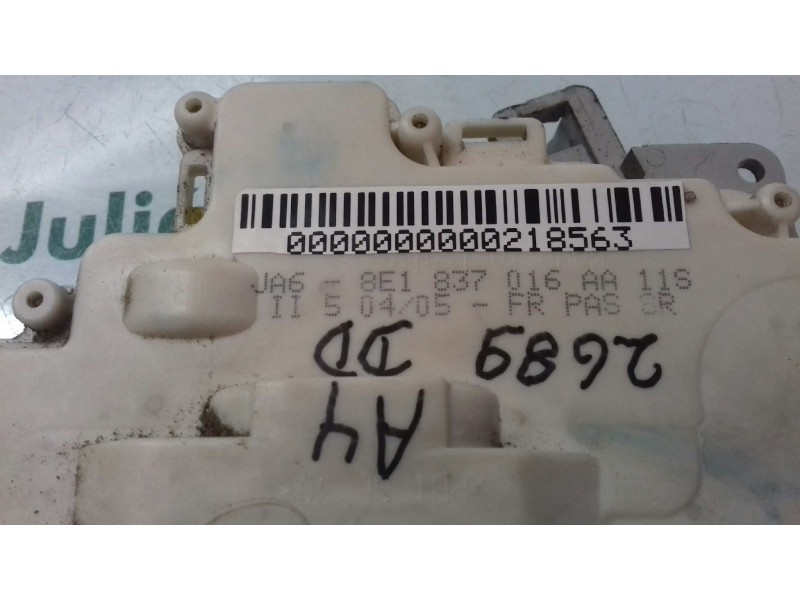 Julie
0000000000218563
JA6 - 8E1 837 016 AA 11S
II 5 04/05 - FR PAS SR
2689 DD
A4